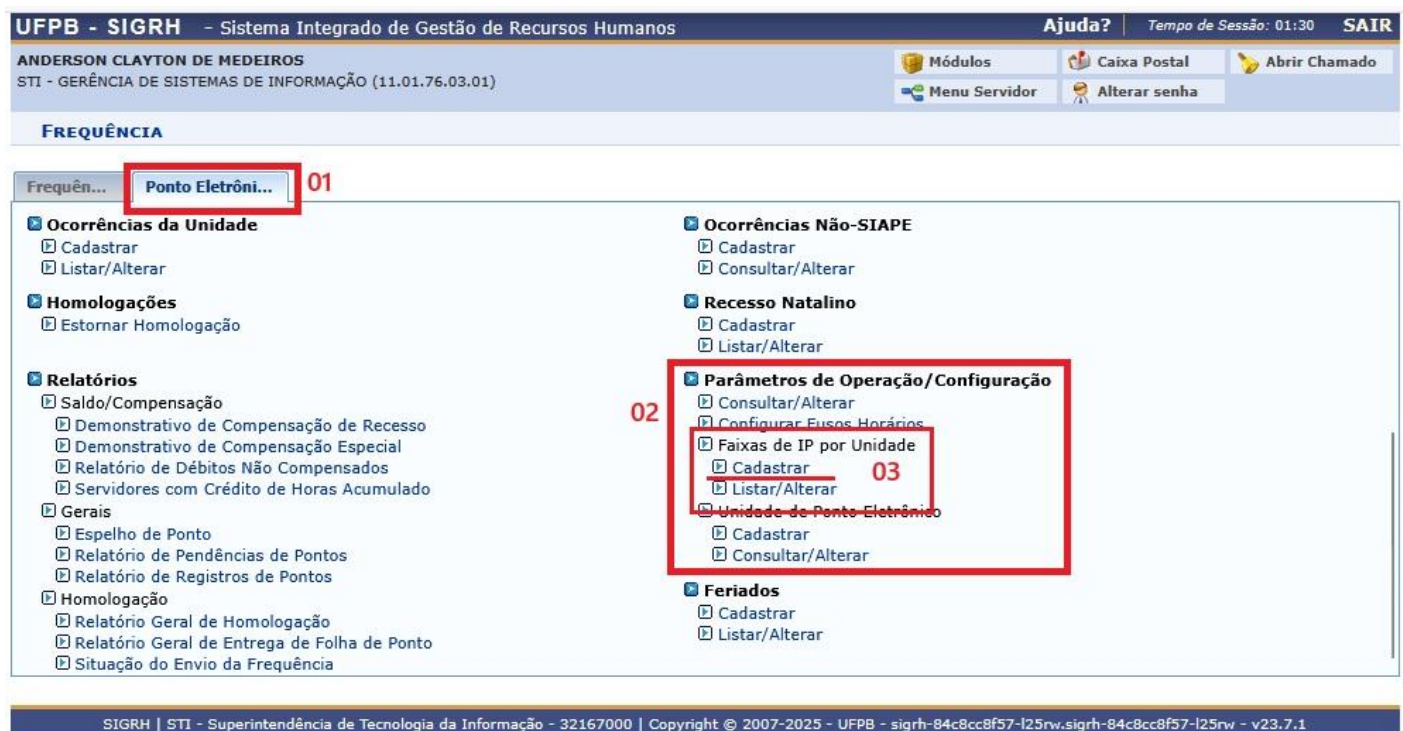 UFPB - SIGRH - Sistema Integrado de Gestão de Recursos Humanos
Ajuda? | Tempo de Sessão: 01:30 SAIR
ANDERSON CLAYTON DE MEDEIROS
STI - GERÊNCIA DE SISTEMAS DE INFORMAÇÃO (11.01.76.03.01)
Módulos Caixa Postal Abrir Chamado
Menu Servidor Alterar senha
FREQUÊNCIA
Frequên... Ponto Eletrôni... 01
Ocorrências da Unidade
Cadastrar
Listar/Alterar
Homologações
Estornar Homologação
Relatórios
Saldo/Compensação
Demonstrativo de Compensação de Recesso
Demonstrativo de Compensação Especial
Relatório de Débitos Não Compensados
Servidores com Crédito de Horas Acumulado
Gerais
Espelho de Ponto
Relatório de Pendências de Pontos
Relatório de Registros de Pontos
Homologação
Relatório Geral de Homologação
Relatório Geral de Entrega de Folha de Ponto
Situação do Envio da Frequência
Ocorrências Não-SIAPE
Cadastrar
Consultar/Alterar
Recesso Natalino
Cadastrar
Listar/Alterar
02
Parâmetros de Operação/Configuração
Consultar/Alterar
Configurar Fusos Horários
Faixas de IP por Unidade
Cadastrar 03
Listar/Alterar
Unidade de Ponto Eletrônico
Cadastrar
Consultar/Alterar
Feriados
Cadastrar
Listar/Alterar
SIGRH | STI - Superintendência de Tecnologia da Informação - 32167000 | Copyright © 2007-2025 - UFPB - sigrh-84c8cc8f57-l25rw.sigrh-84c8cc8f57-l25rw - v23.7.1